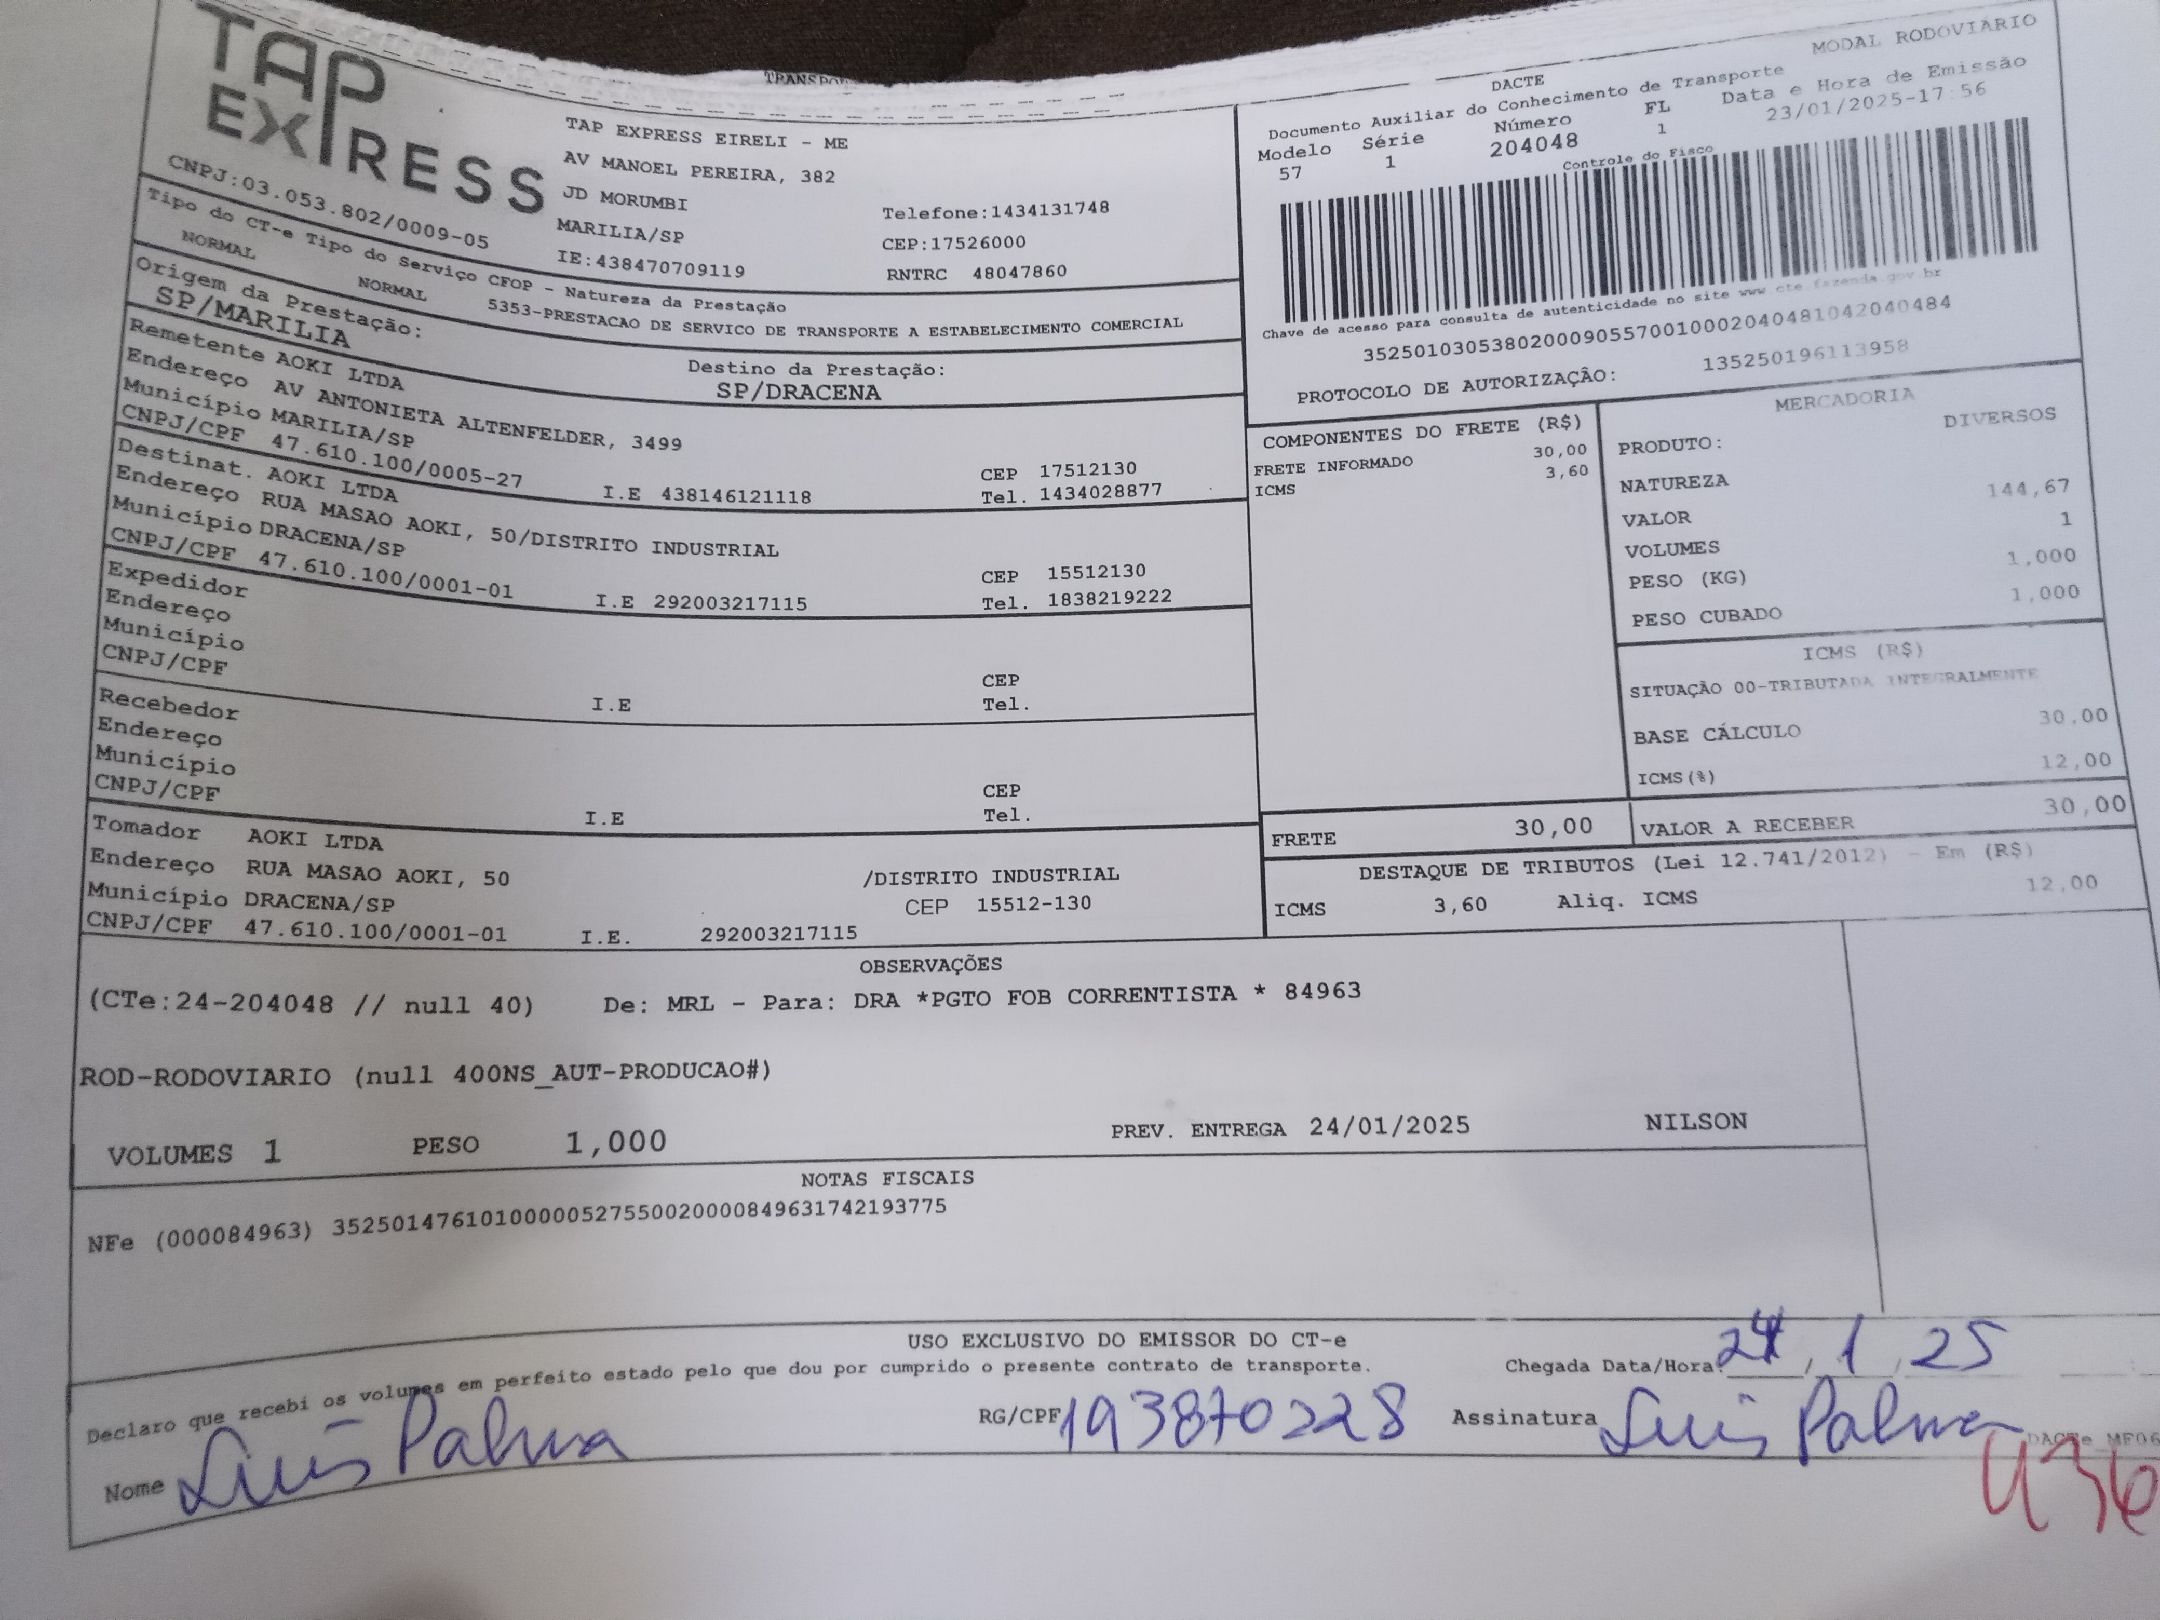 TAP
EXPRESS
CNPJ:03.053.802/0009-05
TAP EXPRESS EIRELI - ME
AV MANOEL PEREIRA, 382
JD MORUMBI
MARILIA/SP
IE:438470709119
Telefone:1434131748
CEP:17526000
RNTRC 48047860
MODAL RODOVIARIO
DACTE
Documento Auxiliar do Conhecimento de Transporte
Modelo Série Número FL Data e Hora de Emissão
57 1 204048 1 23/01/2025-17:56
Controle do Fisco
Chave de acesso para consulta de autenticidade no site www.cte.fazenda.gov.br
35250103053802000905570010002040481042040484
PROTOCOLO DE AUTORIZAÇÃO: 135250196113958
Tipo do CT-e Tipo do Serviço CFOP - Natureza da Prestação
NORMAL NORMAL 5353-PRESTACAO DE SERVICO DE TRANSPORTE A ESTABELECIMENTO COMERCIAL
Origem da Prestação: Destino da Prestação:
SP/MARILIA SP/DRACENA
Remetente AOKI LTDA
Endereço AV ANTONIETA ALTENFELDER, 3499
Município MARILIA/SP CEP 17512130
CNPJ/CPF 47.610.100/0005-27 I.E 438146121118 Tel. 1434028877
Destinat. AOKI LTDA
Endereço RUA MASAO AOKI, 50/DISTRITO INDUSTRIAL
Município DRACENA/SP CEP 15512130
CNPJ/CPF 47.610.100/0001-01 I.E 292003217115 Tel. 1838219222
Expedidor
Endereço
Município CEP
CNPJ/CPF I.E Tel.
Recebedor
Endereço
Município CEP
CNPJ/CPF I.E Tel.
Tomador AOKI LTDA
Endereço RUA MASAO AOKI, 50 /DISTRITO INDUSTRIAL
Município DRACENA/SP CEP 15512-130
CNPJ/CPF 47.610.100/0001-01 I.E. 292003217115
COMPONENTES DO FRETE (R$)
FRETE INFORMADO 30,00
ICMS 3,60
MERCADORIA
PRODUTO: DIVERSOS
NATUREZA
VALOR 144,67
VOLUMES 1
PESO (KG) 1,000
PESO CUBADO 1,000
ICMS (R$)
SITUAÇÃO 00-TRIBUTADA INTEGRALMENTE
BASE CÁLCULO 30,00
ICMS(%) 12,00
FRETE 30,00 VALOR A RECEBER 30,00
DESTAQUE DE TRIBUTOS (Lei 12.741/2012) - Em (R$)
ICMS 3,60 Aliq. ICMS 12,00
OBSERVAÇÕES
(CTe:24-204048 // null 40) De: MRL - Para: DRA *PGTO FOB CORRENTISTA * 84963
ROD-RODOVIARIO (null 400NS_AUT-PRODUCAO#)
VOLUMES 1 PESO 1,000 PREV. ENTREGA 24/01/2025 NILSON
NOTAS FISCAIS
NFe (000084963) 35250147610100000527550020000849631742193775
USO EXCLUSIVO DO EMISSOR DO CT-e
Declaro que recebi os volumes em perfeito estado pelo que dou por cumprido o presente contrato de transporte. Chegada Data/Hora: 24/1/25
Nome Luis Palma RG/CPF 193870228 Assinatura Luis Palma
DACTe_MF06
436